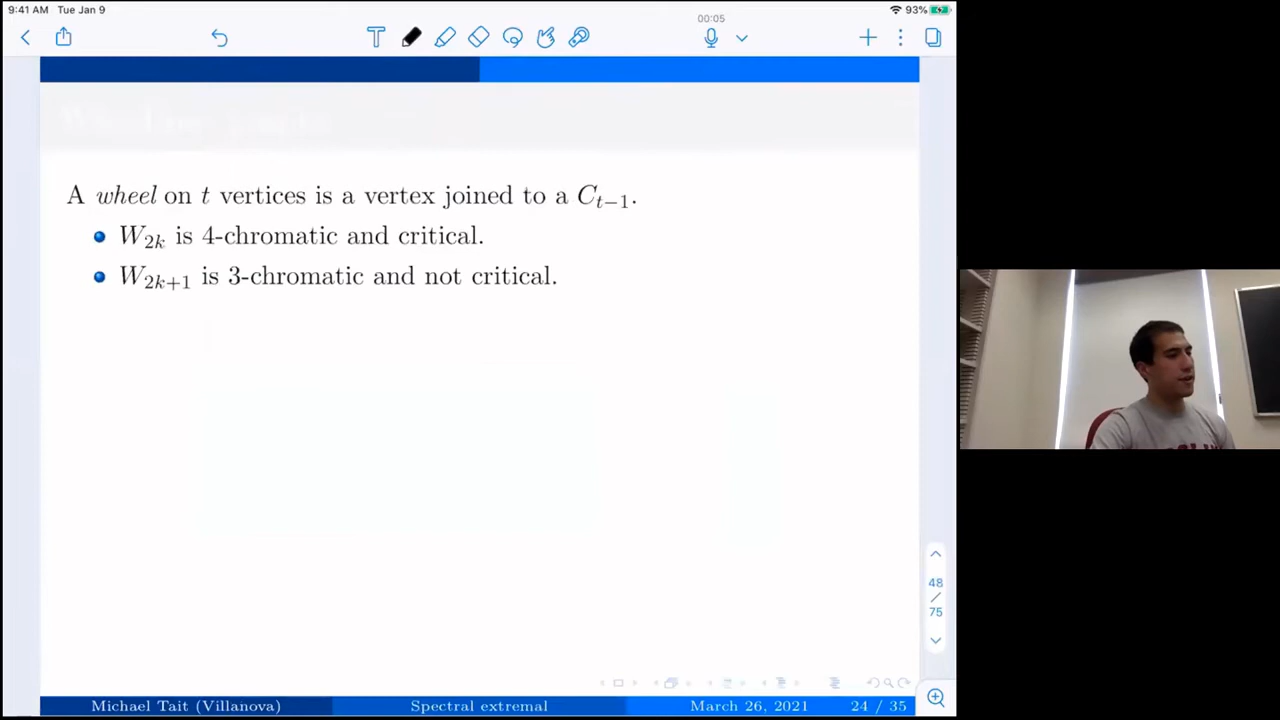 9:41 AM Tue Jan 9
93%
00:05
A wheel on t vertices is a vertex joined to a C_{t−1}.
W_{2k} is 4-chromatic and critical.
W_{2k+1} is 3-chromatic and not critical.
48
/
75
Michael Tait (Villanova) Spectral extremal March 26, 2021 24 / 35